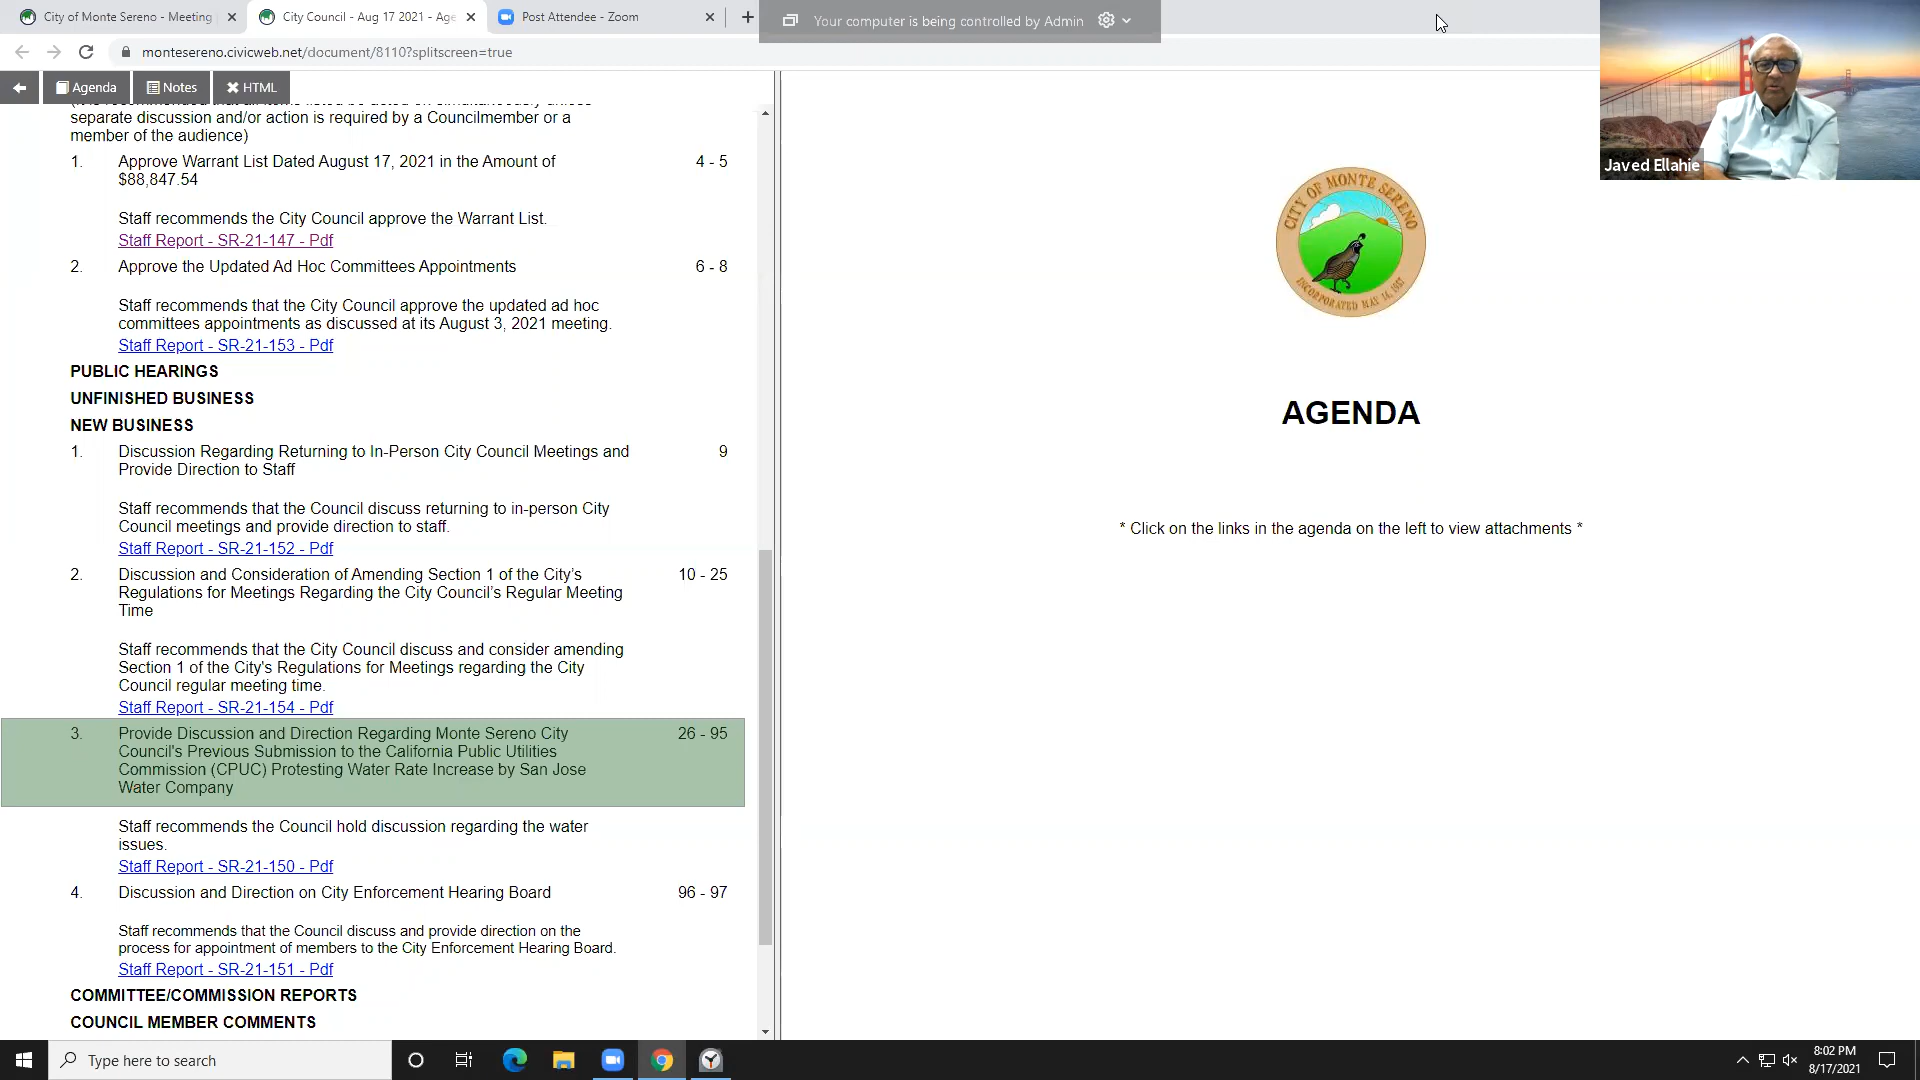 City of Monte Sereno - Meeting
City Council - Aug 17 2021 - Age
Post Attendee - Zoom
Your computer is being controlled by Admin
montesereno.civicweb.net/document/8110?splitscreen=true
Agenda
Notes
HTML
separate discussion and/or action is required by a Councilmember or a
member of the audience)
1. Approve Warrant List Dated August 17, 2021 in the Amount of 4 - 5
$88,847.54
Staff recommends the City Council approve the Warrant List.
Staff Report - SR-21-147 - Pdf
2. Approve the Updated Ad Hoc Committees Appointments 6 - 8
Staff recommends that the City Council approve the updated ad hoc
committees appointments as discussed at its August 3, 2021 meeting.
Staff Report - SR-21-153 - Pdf
PUBLIC HEARINGS
UNFINISHED BUSINESS
NEW BUSINESS
1. Discussion Regarding Returning to In-Person City Council Meetings and 9
Provide Direction to Staff
Staff recommends that the Council discuss returning to in-person City
Council meetings and provide direction to staff.
Staff Report - SR-21-152 - Pdf
2. Discussion and Consideration of Amending Section 1 of the City's 10 - 25
Regulations for Meetings Regarding the City Council's Regular Meeting
Time
Staff recommends that the City Council discuss and consider amending
Section 1 of the City's Regulations for Meetings regarding the City
Council regular meeting time.
Staff Report - SR-21-154 - Pdf
3. Provide Discussion and Direction Regarding Monte Sereno City 26 - 95
Council's Previous Submission to the California Public Utilities
Commission (CPUC) Protesting Water Rate Increase by San Jose
Water Company
Staff recommends the Council hold discussion regarding the water
issues.
Staff Report - SR-21-150 - Pdf
4. Discussion and Direction on City Enforcement Hearing Board 96 - 97
Staff recommends that the Council discuss and provide direction on the
process for appointment of members to the City Enforcement Hearing Board.
Staff Report - SR-21-151 - Pdf
COMMITTEE/COMMISSION REPORTS
COUNCIL MEMBER COMMENTS
CITY OF MONTE SERENO
INCORPORATED MAY 14, 1957
AGENDA
* Click on the links in the agenda on the left to view attachments *
Javed Ellahie
Type here to search
8:02 PM
8/17/2021